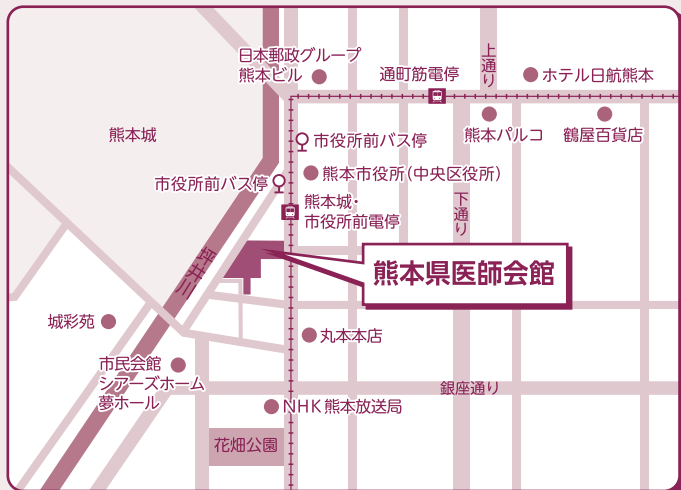 日本郵政グループ
熊本ビル
通町筋電停
上通り
ホテル日航熊本
熊本城
市役所前バス停
熊本パルコ
鶴屋百貨店
熊本市役所（中央区役所）
市役所前バス停
熊本城・
市役所前電停
下通り
坪井川
熊本県医師会館
城彩苑
丸本本店
市民会館
シアーズホーム
夢ホール
銀座通り
NHK熊本放送局
花畑公園